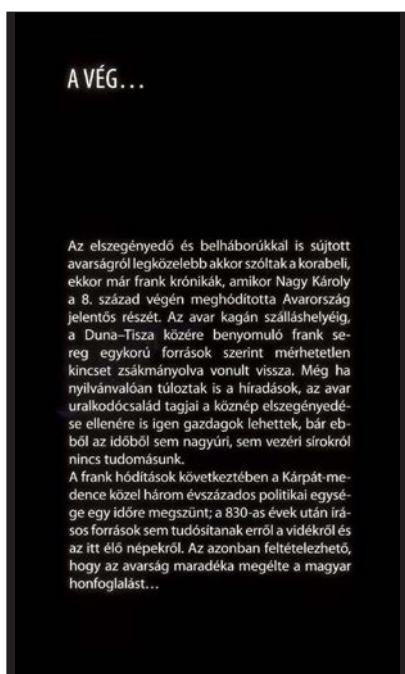 A VÉG...
Az elszegényedő és belháborúkkal is sújtott
avarságról legközelebb akkor szóltak a korabeli,
ekkor már frank krónikák, amikor Nagy Károly
a 8. század végén meghódította Avarország
jelentős részét. Az avar kagán szálláshelyéig,
a Duna–Tisza közére benyomuló frank se-
reg egykorú források szerint mérhetetlen
kincset zsákmányolva vonult vissza. Még ha
nyilvánvalóan túloztak is a híradások, az avar
uralkodócsalád tagjai a köznép elszegényedé-
se ellenére is igen gazdagok lehettek, bár eb-
ből az időből sem nagyúri, sem vezéri sírokról
nincs tudomásunk.
A frank hódítások következtében a Kárpát-me-
dence közel három évszázados politikai egysé-
ge egy időre megszűnt; a 830-as évek után írá-
sos források sem tudósítanak erről a vidékről és
az itt élő népekről. Az azonban feltételezhető,
hogy az avarság maradéka megélte a magyar
honfoglalást...